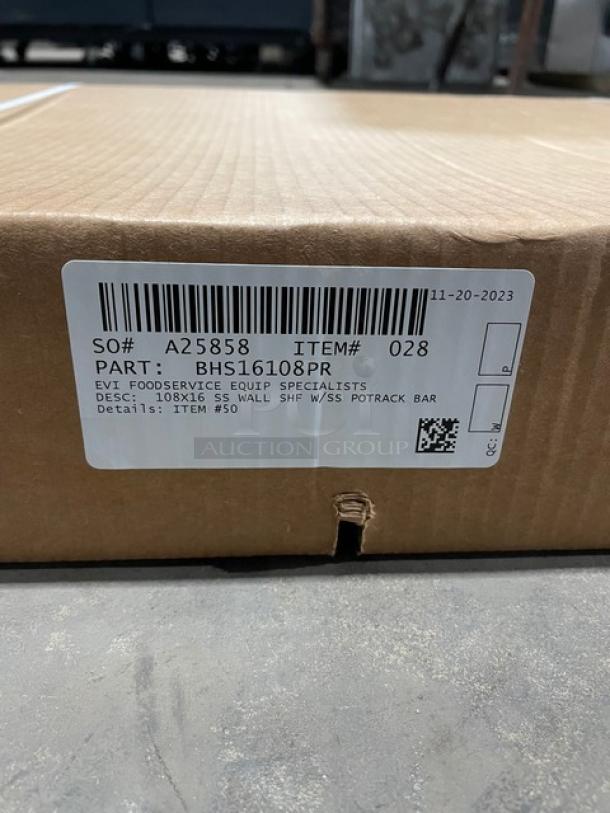 11-20-2023
SO# A25858 ITEM# 028
PART: BHS16108PR
EVI FOODSERVICE EQUIP SPECIALISTS
DESC: 108X16 SS WALL SHF W/SS POTRACK BAR
Details: ITEM #50
P
QC: W
PCI
AUCTION GROUP